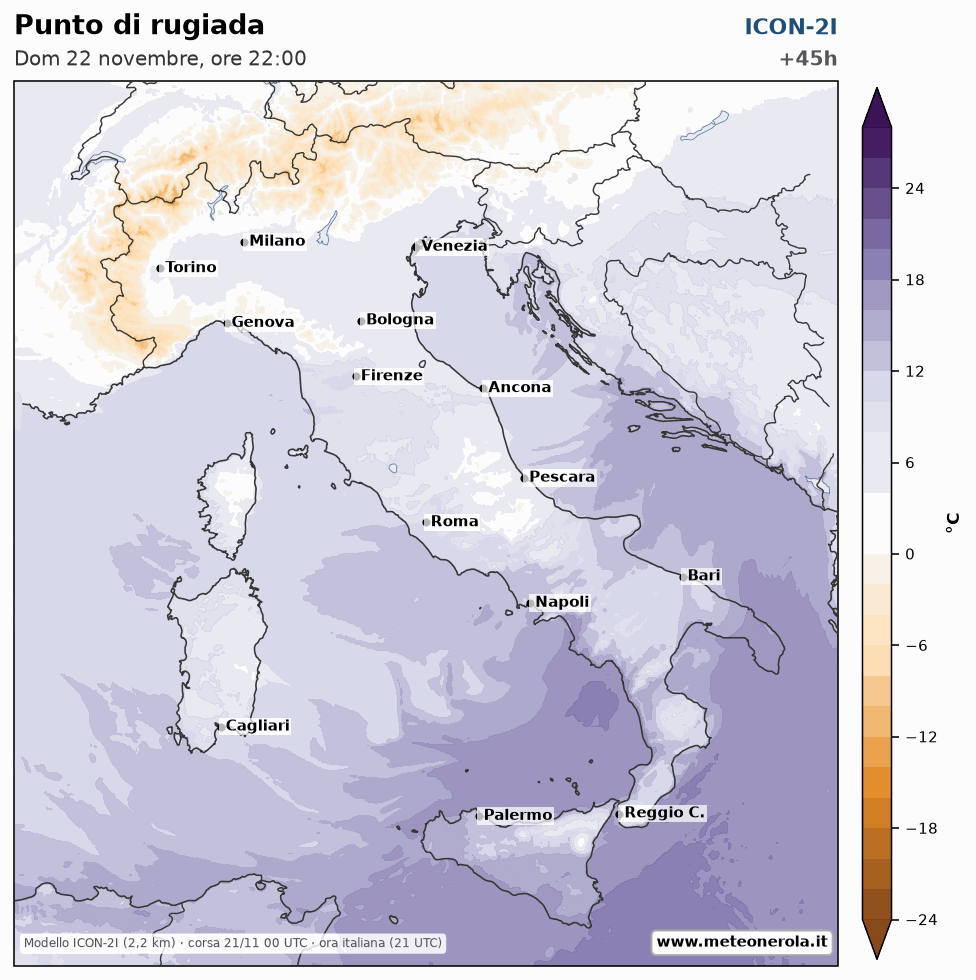 Punto di rugiada
ICON-2I
Dom 22 novembre, ore 22:00
+45h
Milano
Venezia
Torino
Genova
Bologna
Firenze
Ancona
Pescara
Roma
Bari
Napoli
Cagliari
Palermo
Reggio C.
24
18
12
6
0
−6
−12
−18
−24
°C
Modello ICON-2I (2,2 km) · corsa 21/11 00 UTC · ora italiana (21 UTC)
www.meteonerola.it